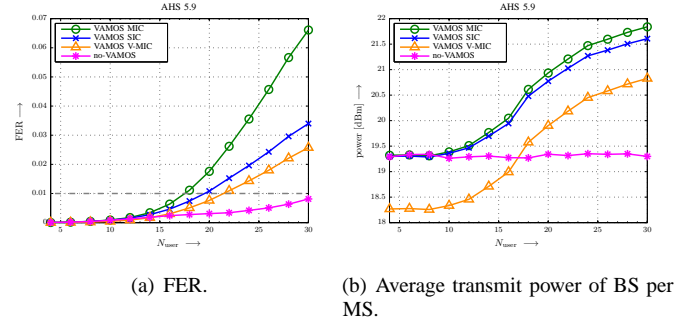 AHS 5.9
0.07
0.06
0.05
0.04
0.03
0.02
0.01
0
5
10
15
20
25
30
FER →
N_user →
VAMOS MIC
VAMOS SIC
VAMOS V-MIC
no-VAMOS
(a) FER.
AHS 5.9
22
21.5
21
20.5
20
19.5
19
18.5
18
5
10
15
20
25
30
power [dBm] →
N_user →
VAMOS MIC
VAMOS SIC
VAMOS V-MIC
no-VAMOS
(b) Average transmit power of BS per
MS.